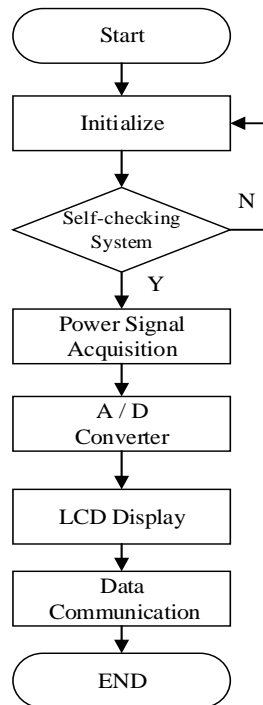 Start
Initialize
Self-checking
System
N
Y
Power Signal
Acquisition
A / D
Converter
LCD Display
Data
Communication
END